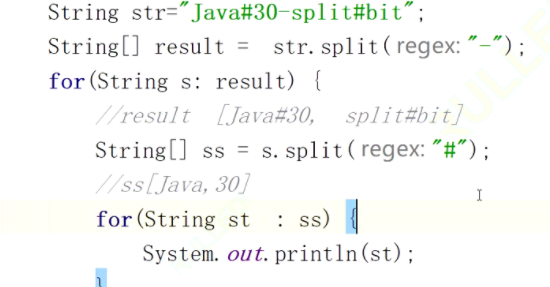 String str="Java#30-split#bit";
String[] result = str.split( regex: "-");
for(String s: result) {
//result [Java#30, split#bit]
String[] ss = s.split( regex: "#");
//ss[Java,30]
for(String st : ss) {
System.out.println(st);
}